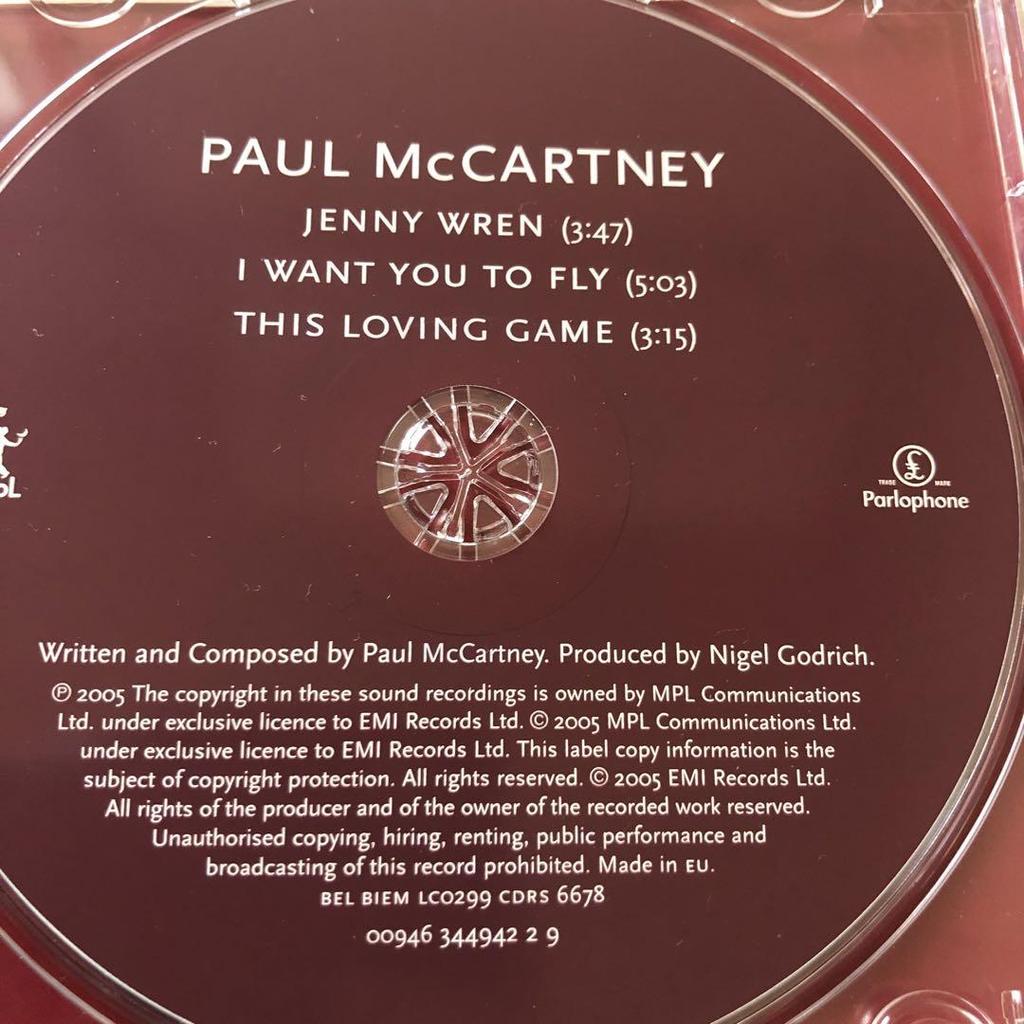 PAUL McCARTNEY
JENNY WREN (3:47)
I WANT YOU TO FLY (5:03)
THIS LOVING GAME (3:15)
TRADE MARK
Parlophone
Written and Composed by Paul McCartney. Produced by Nigel Godrich.
℗ 2005 The copyright in these sound recordings is owned by MPL Communications
Ltd. under exclusive licence to EMI Records Ltd. © 2005 MPL Communications Ltd.
under exclusive licence to EMI Records Ltd. This label copy information is the
subject of copyright protection. All rights reserved. © 2005 EMI Records Ltd.
All rights of the producer and of the owner of the recorded work reserved.
Unauthorised copying, hiring, renting, public performance and
broadcasting of this record prohibited. Made in EU.
BEL BIEM LC0299 CDRS 6678
00946 344942 2 9